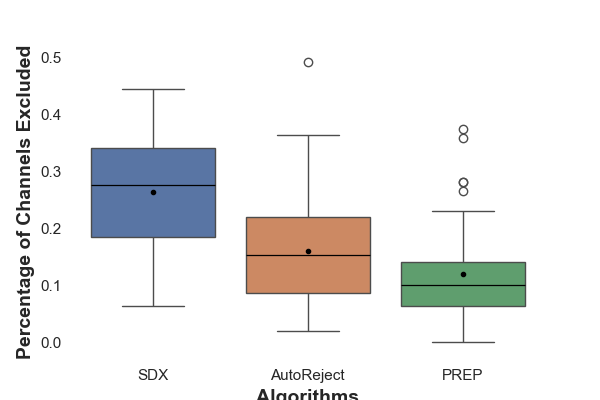 Percentage of Channels Excluded
0.5
0.4
0.3
0.2
0.1
0.0
SDX
AutoReject
PREP
Algorithms